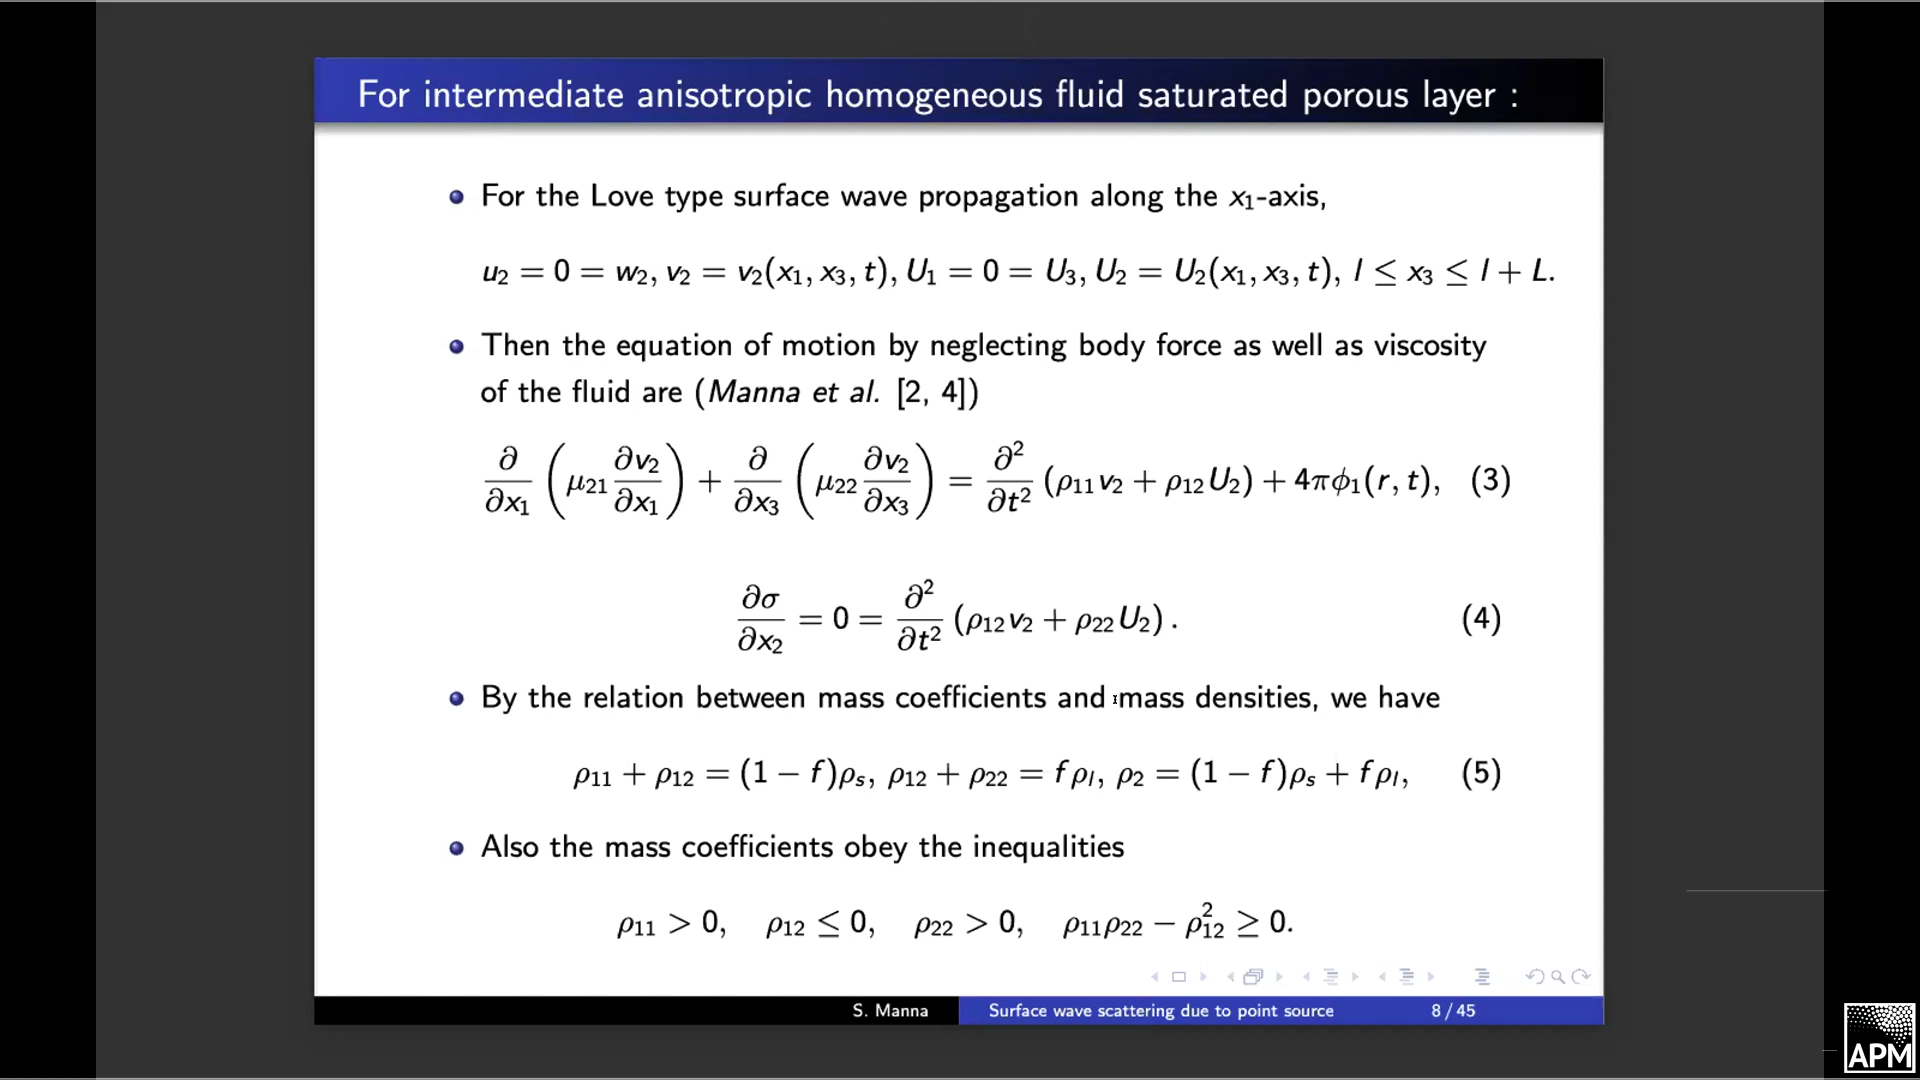 For intermediate anisotropic homogeneous fluid saturated porous layer :
• For the Love type surface wave propagation along the x₁-axis,
u₂ = 0 = w₂, v₂ = v₂(x₁, x₃, t), U₁ = 0 = U₃, U₂ = U₂(x₁, x₃, t), l ≤ x₃ ≤ l + L.
• Then the equation of motion by neglecting body force as well as viscosity
of the fluid are (Manna et al. [2, 4])
∂/∂x₁ (μ₂₁ ∂v₂/∂x₁) + ∂/∂x₃ (μ₂₂ ∂v₂/∂x₃) = ∂²/∂t² (ρ₁₁v₂ + ρ₁₂U₂) + 4πϕ₁(r, t), (3)
∂σ/∂x₂ = 0 = ∂²/∂t² (ρ₁₂v₂ + ρ₂₂U₂). (4)
• By the relation between mass coefficients and mass densities, we have
ρ₁₁ + ρ₁₂ = (1 − f)ρₛ, ρ₁₂ + ρ₂₂ = fρₗ, ρ₂ = (1 − f)ρₛ + fρₗ, (5)
• Also the mass coefficients obey the inequalities
ρ₁₁ > 0, ρ₁₂ ≤ 0, ρ₂₂ > 0, ρ₁₁ρ₂₂ − ρ₁₂² ≥ 0.
S. Manna Surface wave scattering due to point source 8 / 45
APM